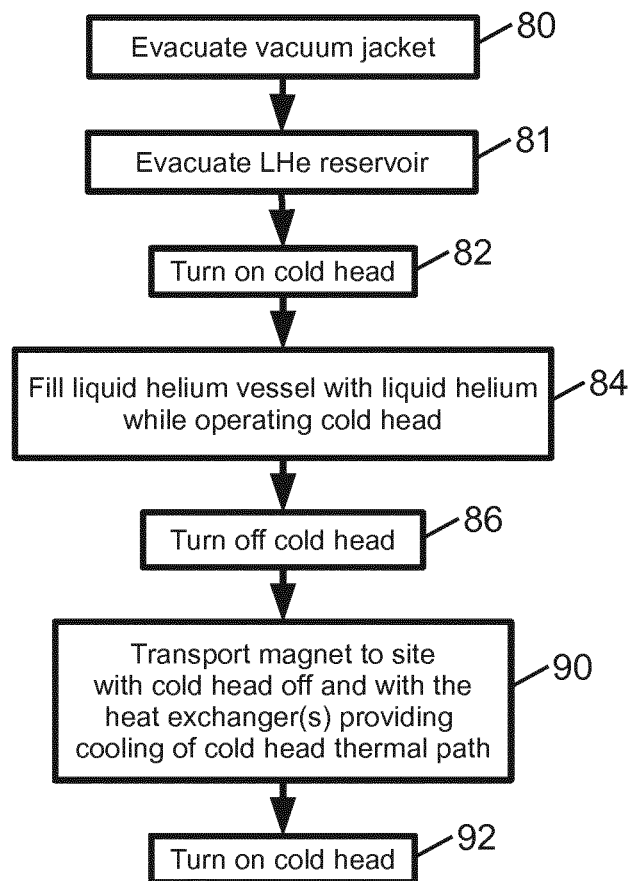 Evacuate vacuum jacket
80
Evacuate LHe reservoir
81
Turn on cold head
82
Fill liquid helium vessel with liquid helium
while operating cold head
84
Turn off cold head
86
Transport magnet to site
with cold head off and with the
heat exchanger(s) providing
cooling of cold head thermal path
90
Turn on cold head
92